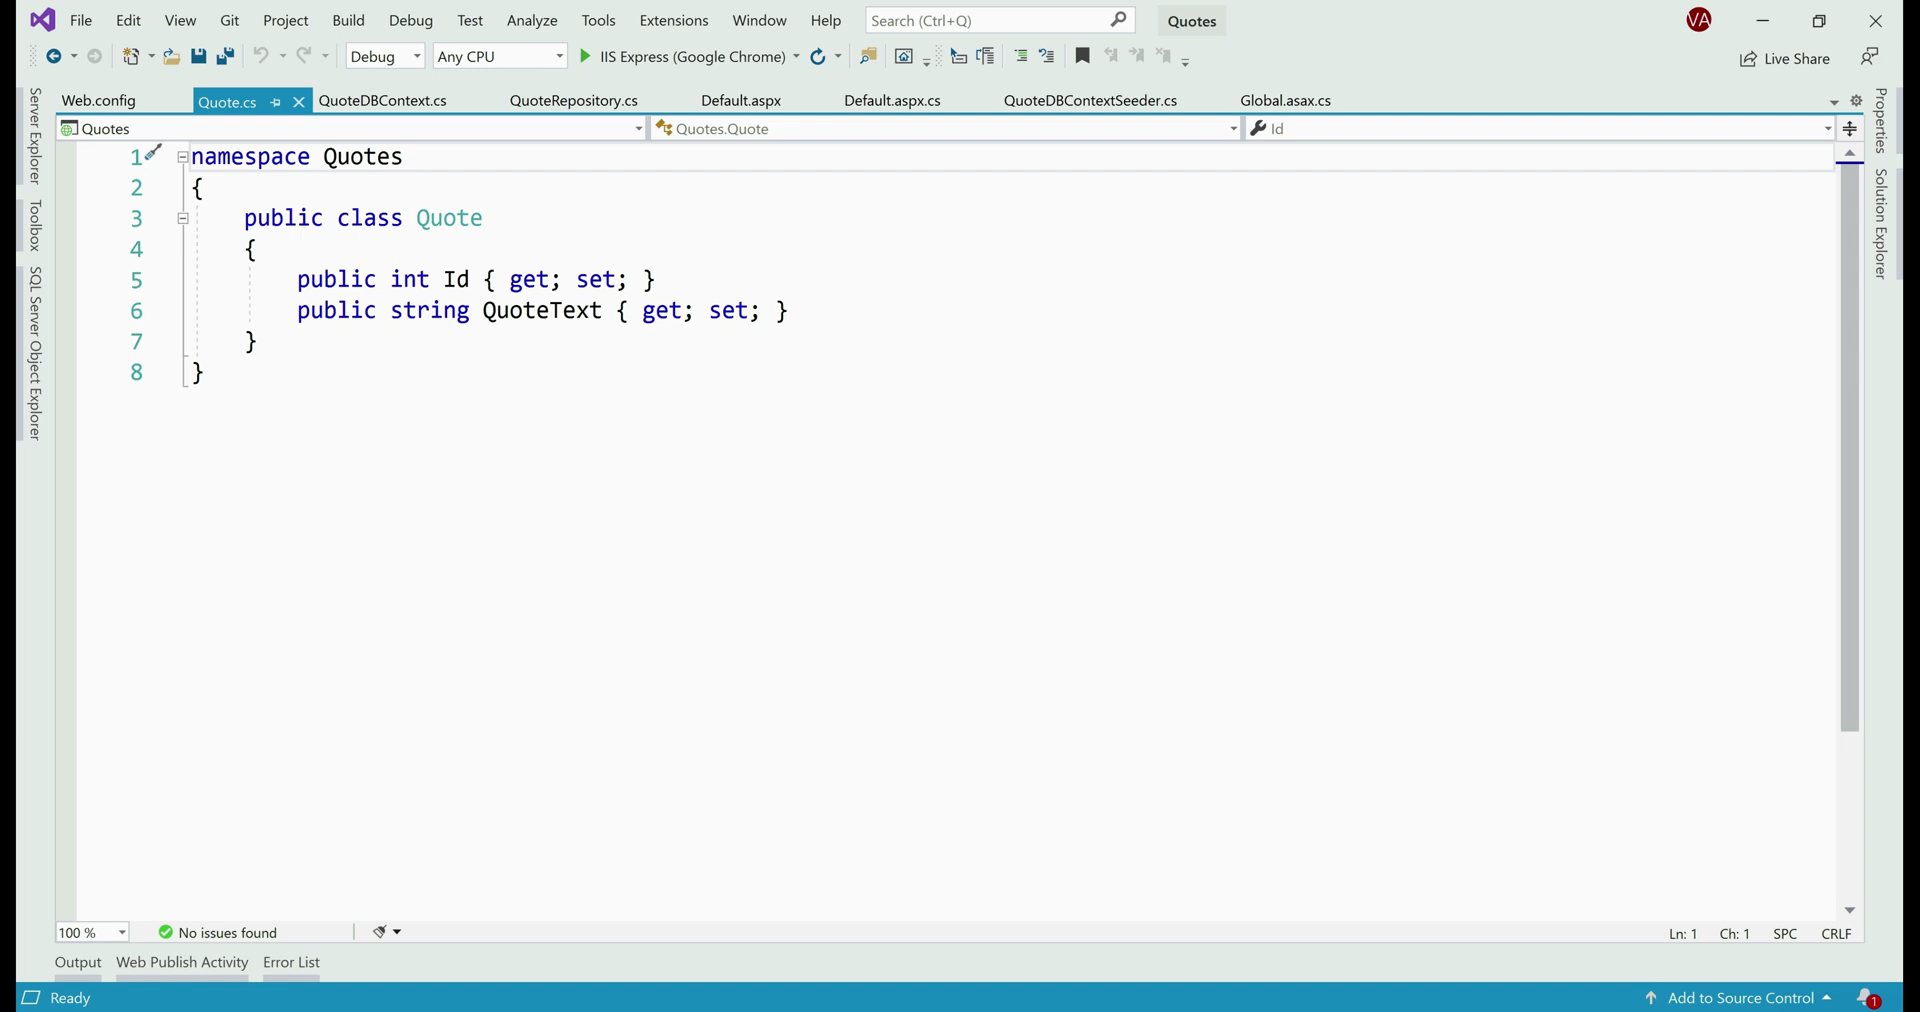 File Edit View Git Project Build Debug Test Analyze Tools Extensions Window Help Search (Ctrl+Q) Quotes VA
Debug Any CPU IIS Express (Google Chrome) Live Share
Web.config Quote.cs QuoteDBContext.cs QuoteRepository.cs Default.aspx Default.aspx.cs QuoteDBContextSeeder.cs Global.asax.cs
Quotes Quotes.Quote Id
Server Explorer
Toolbox
SQL Server Object Explorer
1 namespace Quotes
2 {
3 public class Quote
4 {
5 public int Id { get; set; }
6 public string QuoteText { get; set; }
7 }
8 }
Properties
Solution Explorer
100 % No issues found Ln: 1 Ch: 1 SPC CRLF
Output Web Publish Activity Error List
Ready Add to Source Control 1